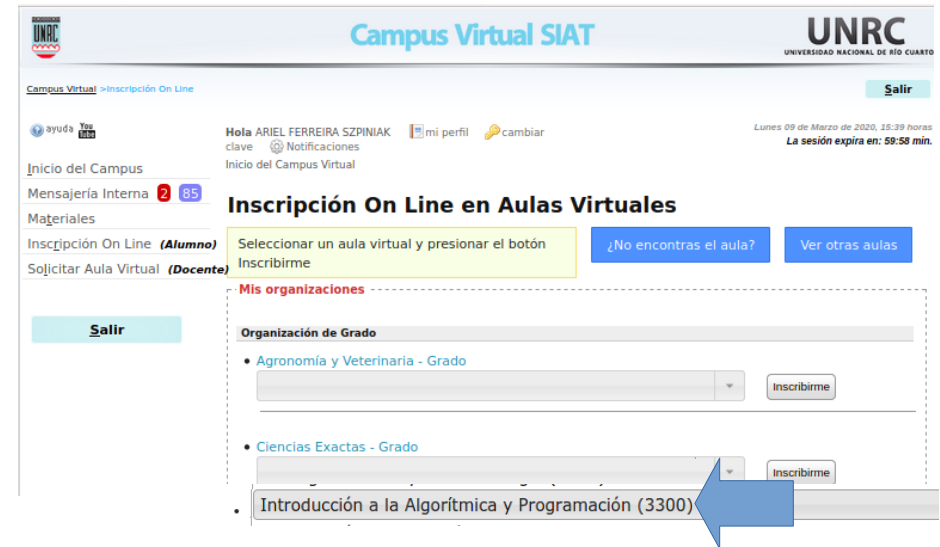 UNRC
Campus Virtual SIAT
UNRC
UNIVERSIDAD NACIONAL DE RÍO CUARTO
Campus Virtual >Inscripción On Line
Salir
ayuda You Tube
Hola ARIEL FERREIRA SZPINIAK mi perfil cambiar
clave Notificaciones
Lunes 09 de Marzo de 2020, 15:39 horas
La sesión expira en: 59:58 min.
Inicio del Campus Virtual
Inicio del Campus
Mensajería Interna 2 85
Materiales
Inscripción On Line (Alumno)
Solicitar Aula Virtual (Docente)
Salir
Inscripción On Line en Aulas Virtuales
Seleccionar un aula virtual y presionar el botón
Inscribirme
¿No encontras el aula?
Ver otras aulas
Mis organizaciones
Organización de Grado
Agronomía y Veterinaria - Grado
Inscribirme
Ciencias Exactas - Grado
Inscribirme
Introducción a la Algorítmica y Programación (3300)